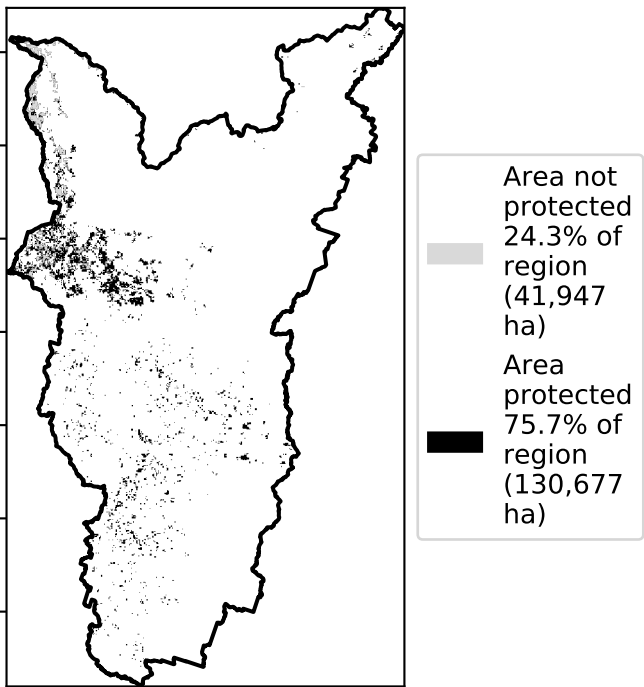 Area not
protected
24.3% of
region
(41,947
ha)
Area
protected
75.7% of
region
(130,677
ha)